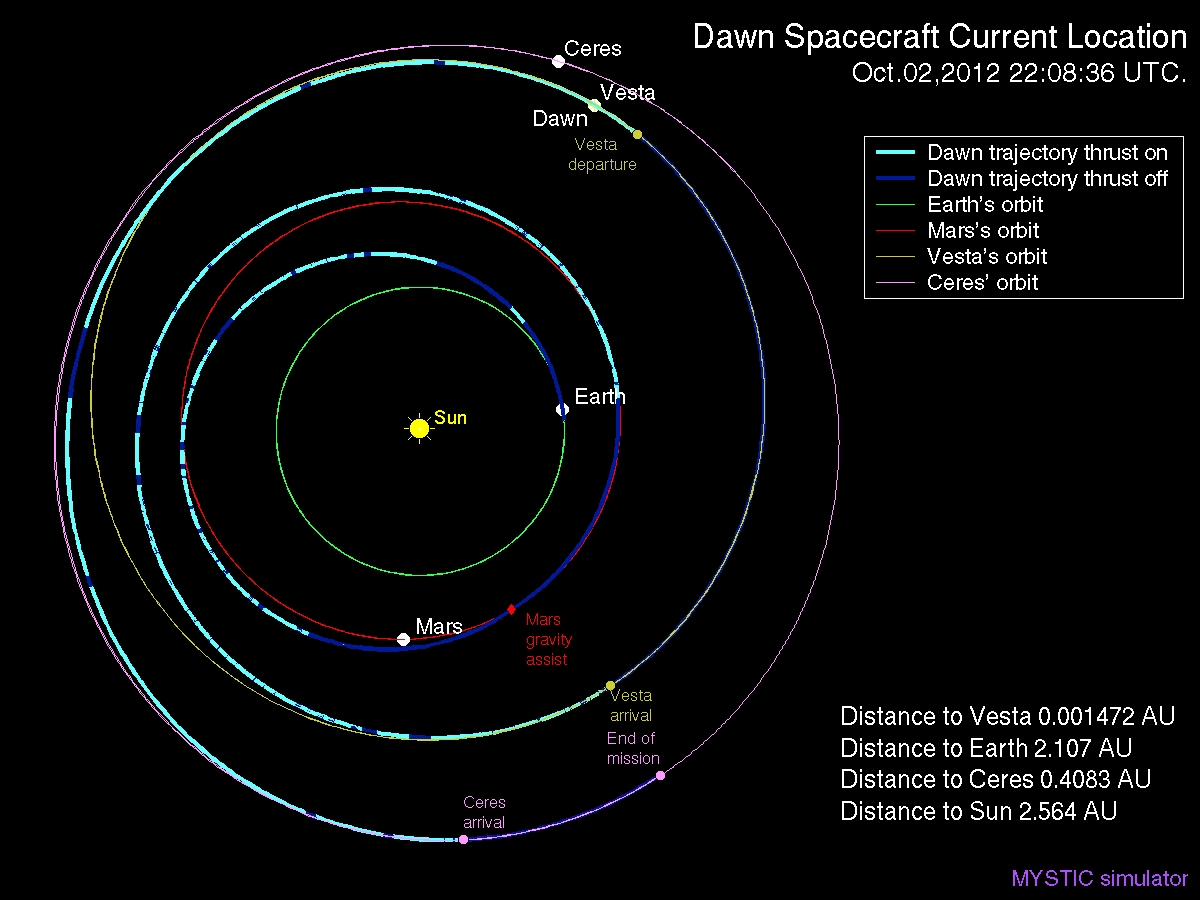 Dawn Spacecraft Current Location
Oct.02,2012 22:08:36 UTC.
Ceres
Vesta
Dawn
Vesta
departure
Dawn trajectory thrust on
Dawn trajectory thrust off
Earth's orbit
Mars's orbit
Vesta's orbit
Ceres' orbit
Earth
Sun
Mars
Mars
gravity
assist
Vesta
arrival
End of
mission
Ceres
arrival
Distance to Vesta 0.001472 AU
Distance to Earth 2.107 AU
Distance to Ceres 0.4083 AU
Distance to Sun 2.564 AU
MYSTIC simulator